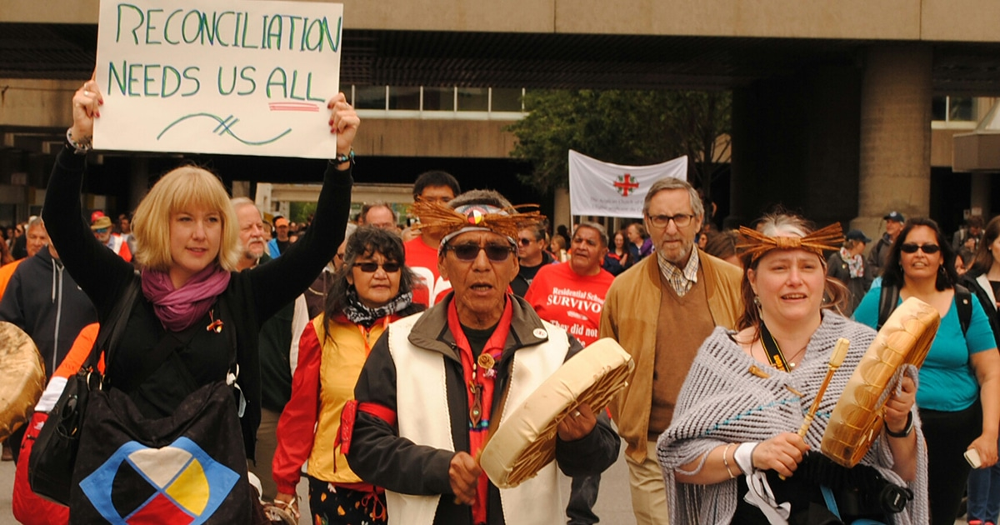 RECONCILIATION
NEEDS US ALL
Residential School
SURVIVO
They did not